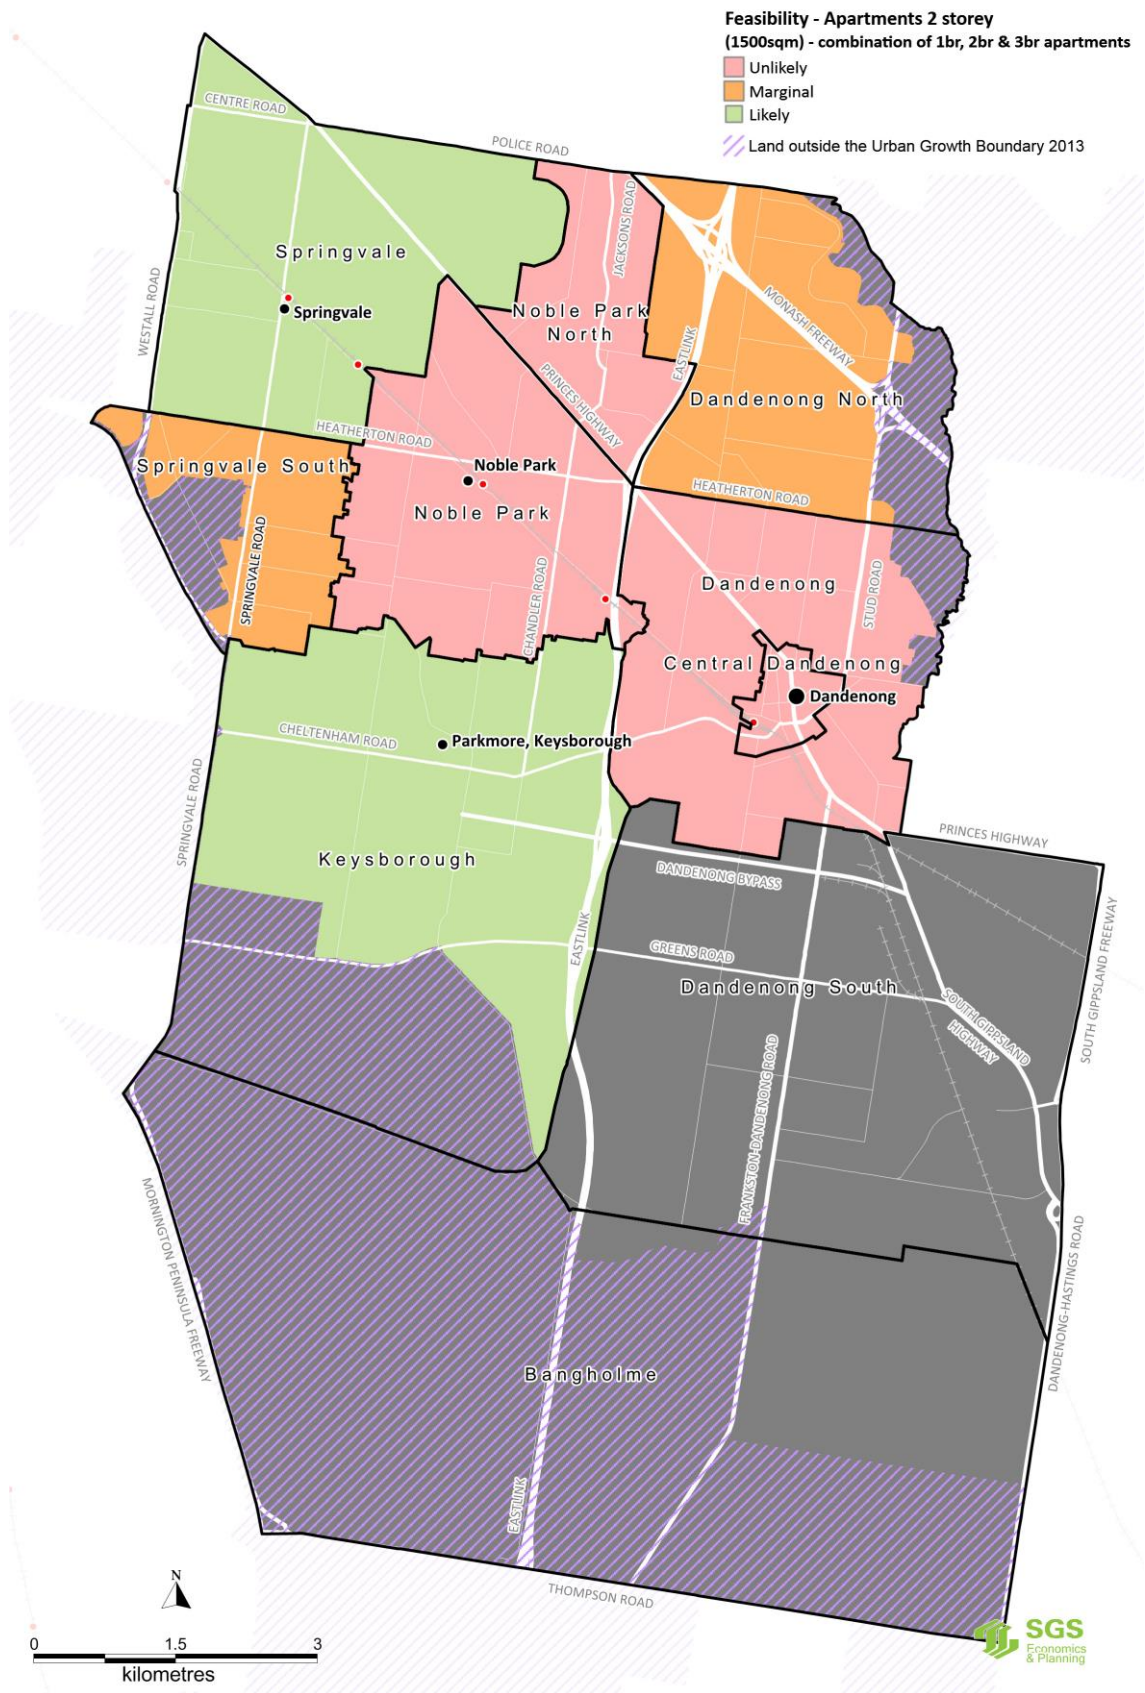 Feasibility - Apartments 2 storey
(1500sqm) - combination of 1br, 2br & 3br apartments
Unlikely
Marginal
Likely
Land outside the Urban Growth Boundary 2013
CENTRE ROAD
POLICE ROAD
JACKSONS ROAD
Springvale
WESTALL ROAD
Springvale
Noble Park
North
MONASH FREEWAY
EASTLINK
PRINCES HIGHWAY
Dandenong North
HEATHERTON ROAD
Springvale South
Noble Park
HEATHERTON ROAD
Noble Park
SPRINGVALE ROAD
CHANDLER ROAD
Dandenong
STUD ROAD
Central Dandenong
Dandenong
CHELTENHAM ROAD
Parkmore, Keysborough
SPRINGVALE ROAD
PRINCES HIGHWAY
Keysborough
DANDENONG BYPASS
EASTLINK
GREENS ROAD
Dandenong South
SOUTH GIPPSLAND FREEWAY
SOUTH GIPPSLAND
HIGHWAY
FRANKSTON-DANDENONG ROAD
MORNINGTON PENINSULA FREEWAY
DANDENONG-HASTINGS ROAD
Bangholme
EASTLINK
THOMPSON ROAD
N
0 1.5 3
kilometres
SGS
Economics
& Planning